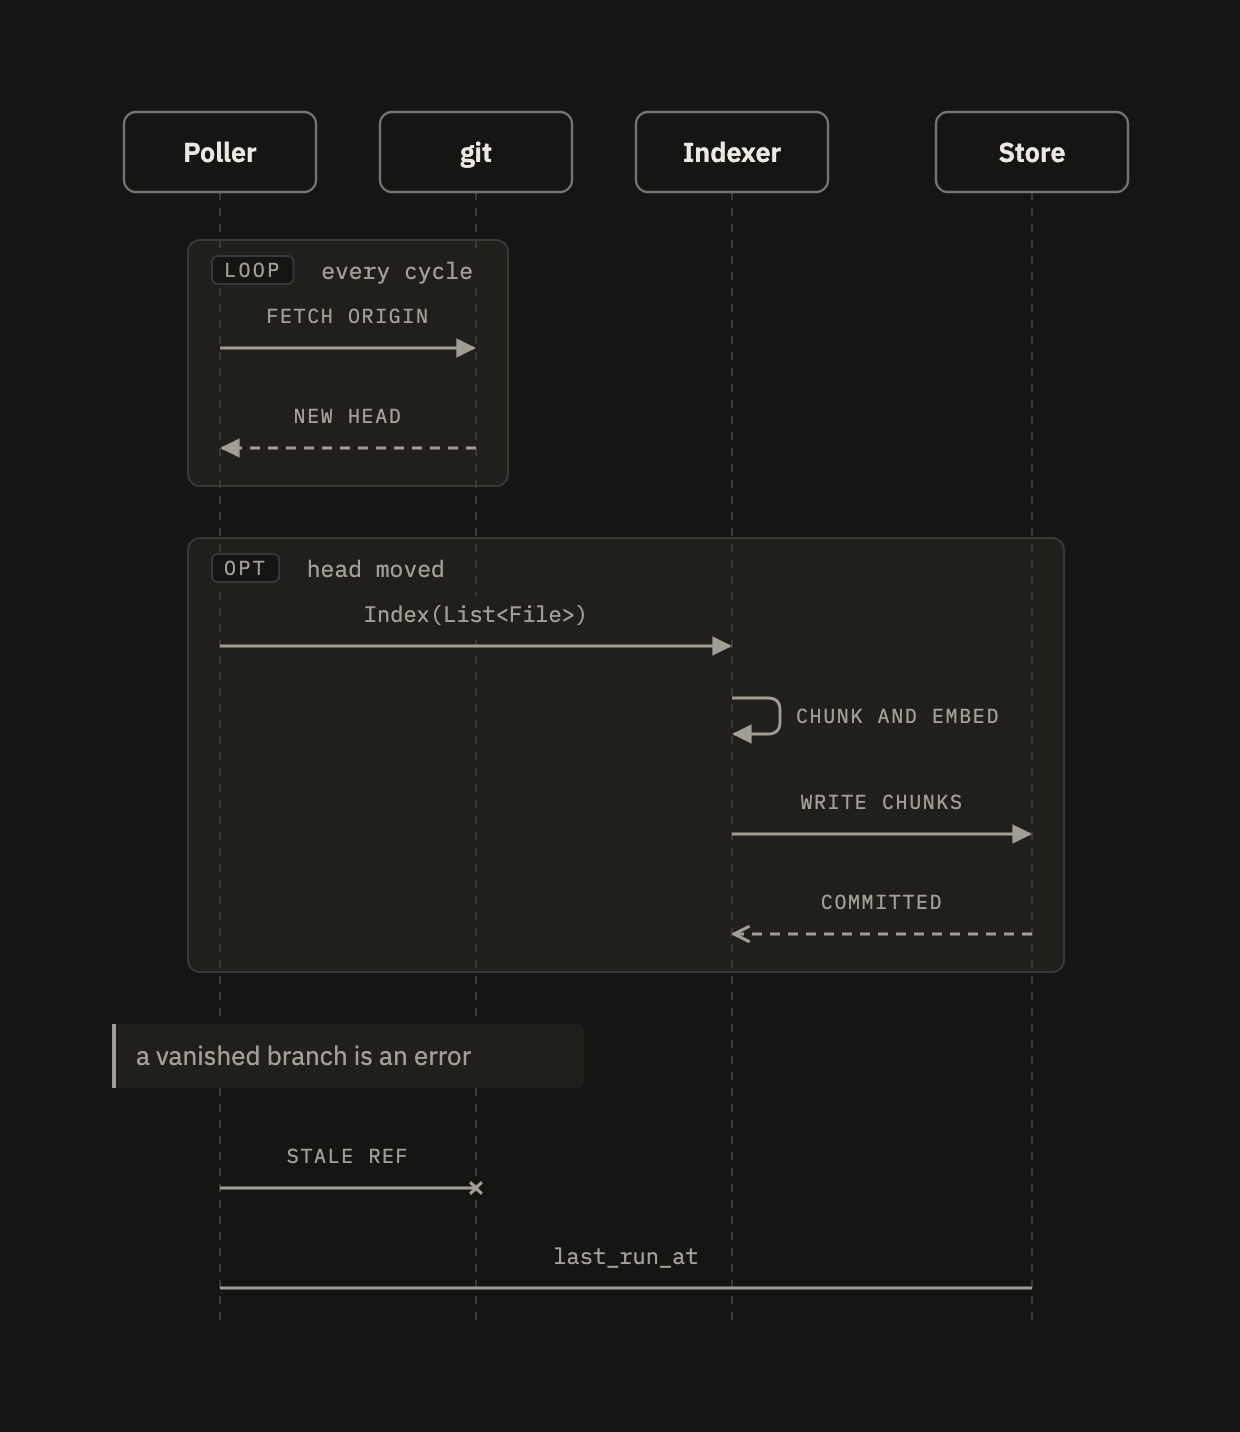 Poller
git
Indexer
Store
LOOP every cycle
FETCH ORIGIN
NEW HEAD
OPT head moved
Index(List<File>)
CHUNK AND EMBED
WRITE CHUNKS
COMMITTED
a vanished branch is an error
STALE REF
last_run_at